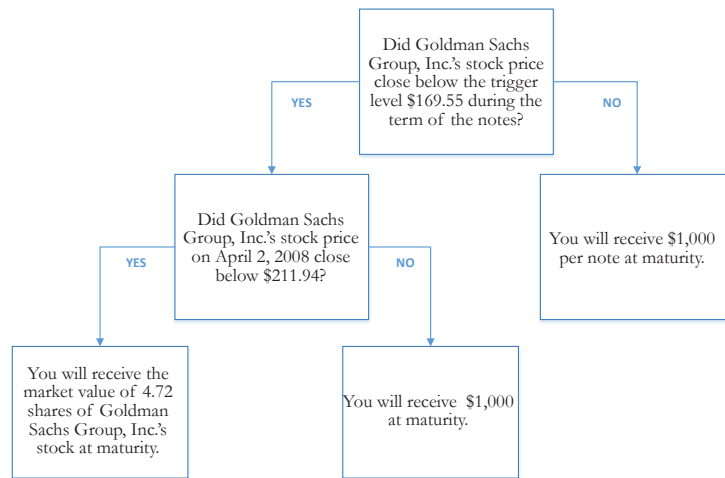 Did Goldman Sachs
Group, Inc.'s stock price
close below the trigger
level $169.55 during the
term of the notes?
YES
NO
Did Goldman Sachs
Group, Inc.'s stock price
on April 2, 2008 close
below $211.94?
You will receive $1,000
per note at maturity.
YES
NO
You will receive the
market value of 4.72
shares of Goldman
Sachs Group, Inc.'s
stock at maturity.
You will receive $1,000
at maturity.